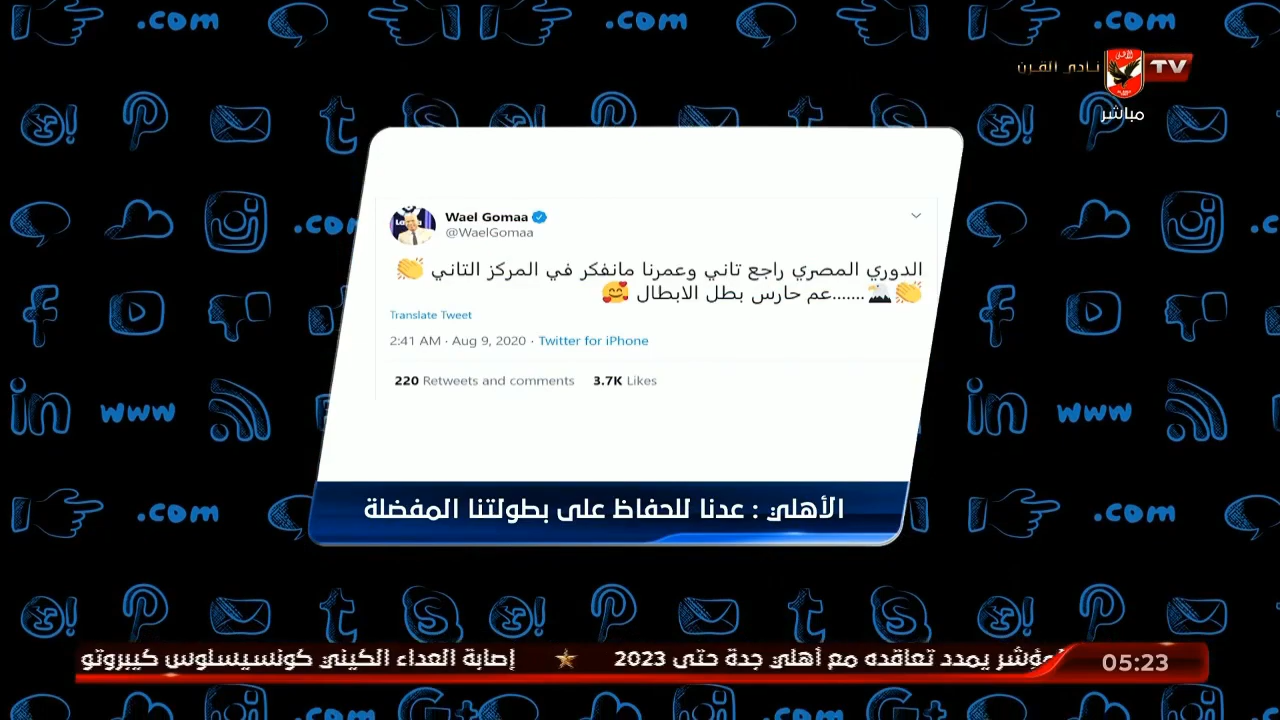 نادي القرن
TV
مباشر
Wael Gomaa
@WaelGomaa
الدوري المصري راجع تاني وعمرنا مانفكر في المركز التاني 👏
👏🦅.......عم حارس بطل الابطال 🥰
Translate Tweet
2:41 AM · Aug 9, 2020 · Twitter for iPhone
220 Retweets and comments 3.7K Likes
الأهلي : عدنا للحفاظ على بطولتنا المفضلة
يمدد تعاقده مع أهلي جدة حتى 2023 ★ إصابة العداء الكيني كونسيسلوس كيبروتو
05:23